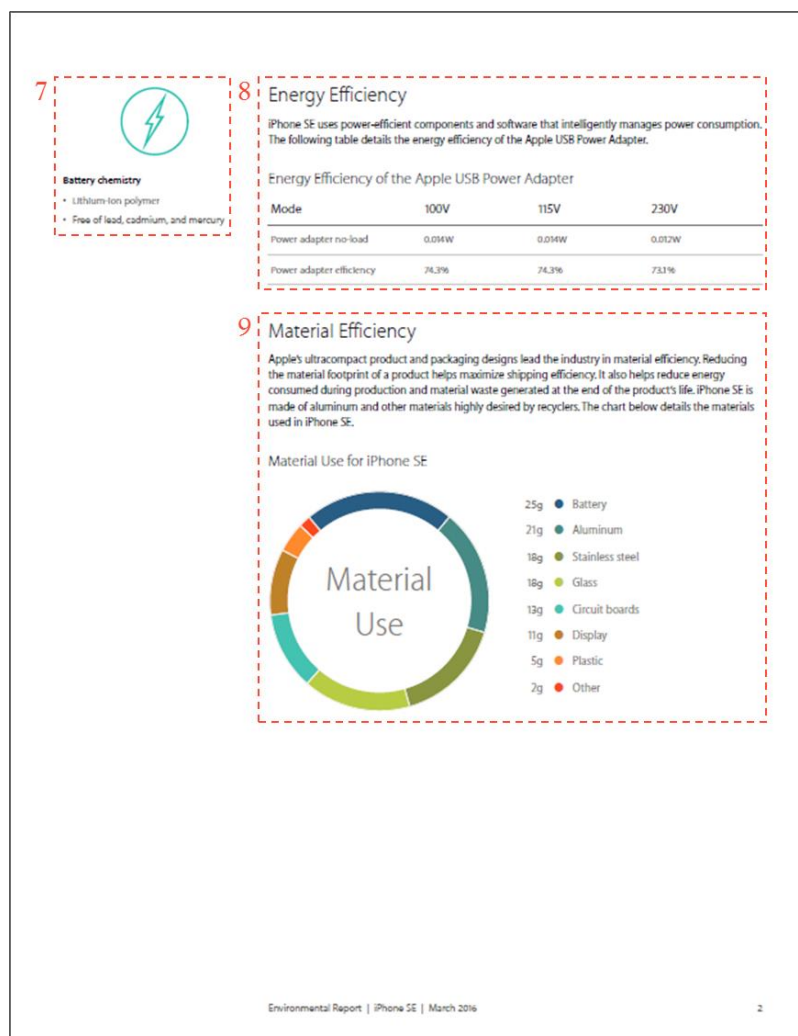 7
Battery chemistry
• Lithium-ion polymer
• Free of lead, cadmium, and mercury
8
Energy Efficiency
iPhone SE uses power-efficient components and software that intelligently manages power consumption.
The following table details the energy efficiency of the Apple USB Power Adapter.
Energy Efficiency of the Apple USB Power Adapter
Mode 100V 115V 230V
Power adapter no-load 0.014W 0.014W 0.012W
Power adapter efficiency 74.3% 74.3% 73.1%
9
Material Efficiency
Apple's ultracompact product and packaging designs lead the industry in material efficiency. Reducing
the material footprint of a product helps maximize shipping efficiency. It also helps reduce energy
consumed during production and material waste generated at the end of the product's life. iPhone SE is
made of aluminum and other materials highly desired by recyclers. The chart below details the materials
used in iPhone SE.
Material Use for iPhone SE
Material
Use
25g Battery
21g Aluminum
18g Stainless steel
18g Glass
13g Circuit boards
11g Display
5g Plastic
2g Other
Environmental Report | iPhone SE | March 2016 2